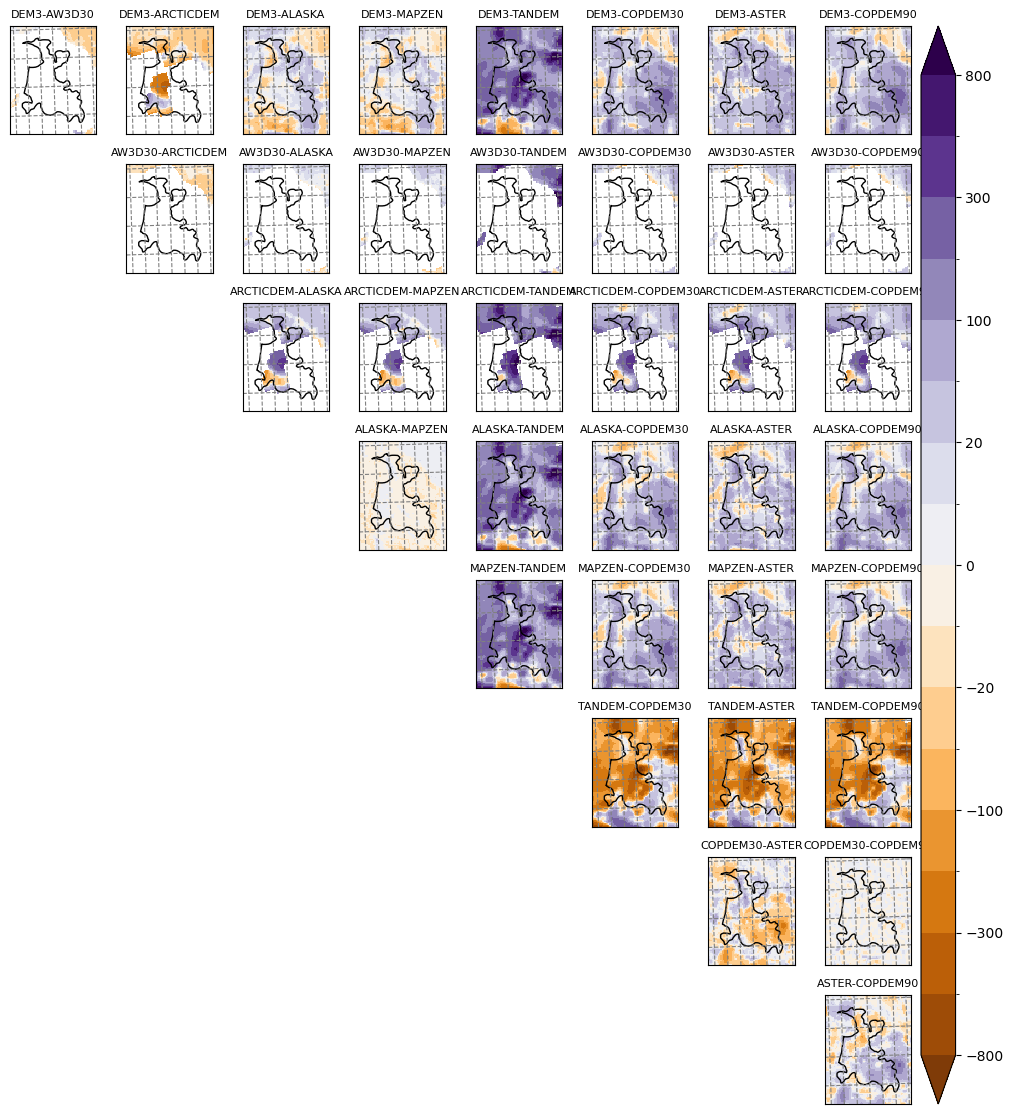 DEM3-AW3D30 DEM3-ARCTICDEM DEM3-ALASKA DEM3-MAPZEN DEM3-TANDEM DEM3-COPDEM30 DEM3-ASTER DEM3-COPDEM90
AW3D30-ARCTICDEM AW3D30-ALASKA AW3D30-MAPZEN AW3D30-TANDEM AW3D30-COPDEM30 AW3D30-ASTER AW3D30-COPDEM90
ARCTICDEM-ALASKA ARCTICDEM-MAPZEN ARCTICDEM-TANDEM ARCTICDEM-COPDEM30 ARCTICDEM-ASTER ARCTICDEM-COPDEM9
ALASKA-MAPZEN ALASKA-TANDEM ALASKA-COPDEM30 ALASKA-ASTER ALASKA-COPDEM90
MAPZEN-TANDEM MAPZEN-COPDEM30 MAPZEN-ASTER MAPZEN-COPDEM90
TANDEM-COPDEM30 TANDEM-ASTER TANDEM-COPDEM90
COPDEM30-ASTER COPDEM30-COPDEM9
ASTER-COPDEM90
800
300
100
20
0
−20
−100
−300
−800